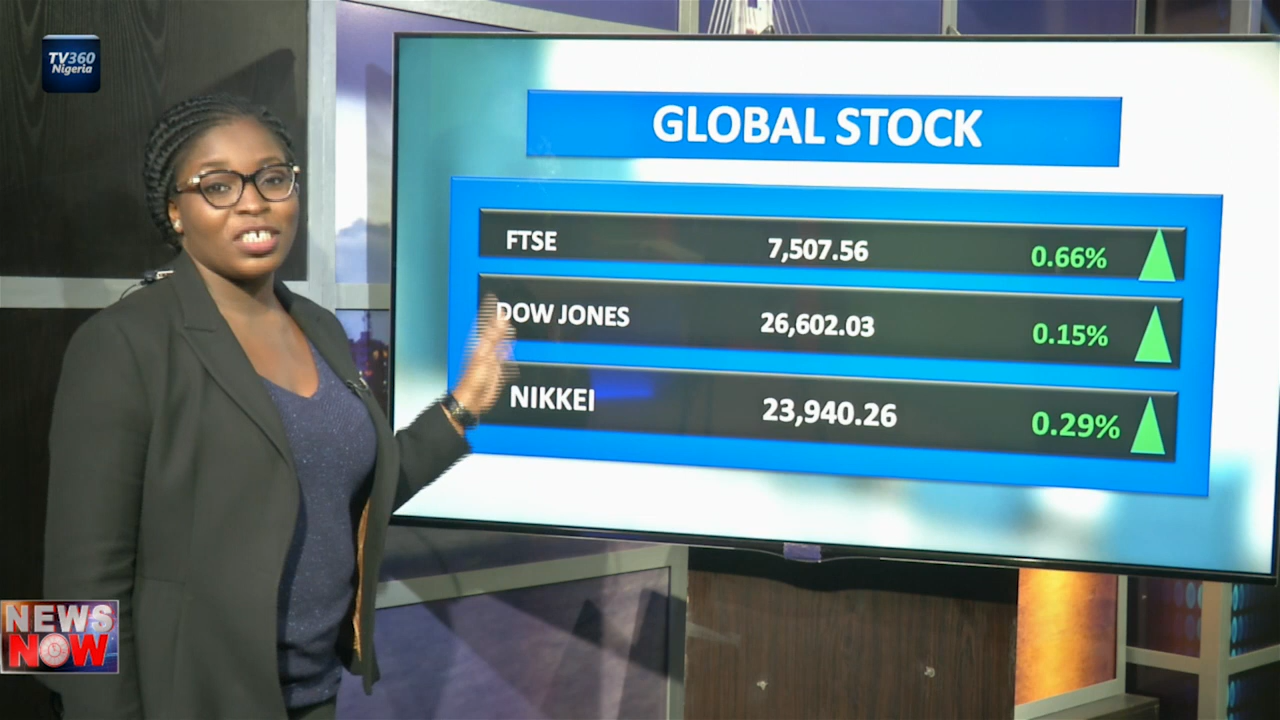 TV360
Nigeria
GLOBAL STOCK
FTSE 7,507.56 0.66%
DOW JONES 26,602.03 0.15%
NIKKEI 23,940.26 0.29%
NEWS
NOW